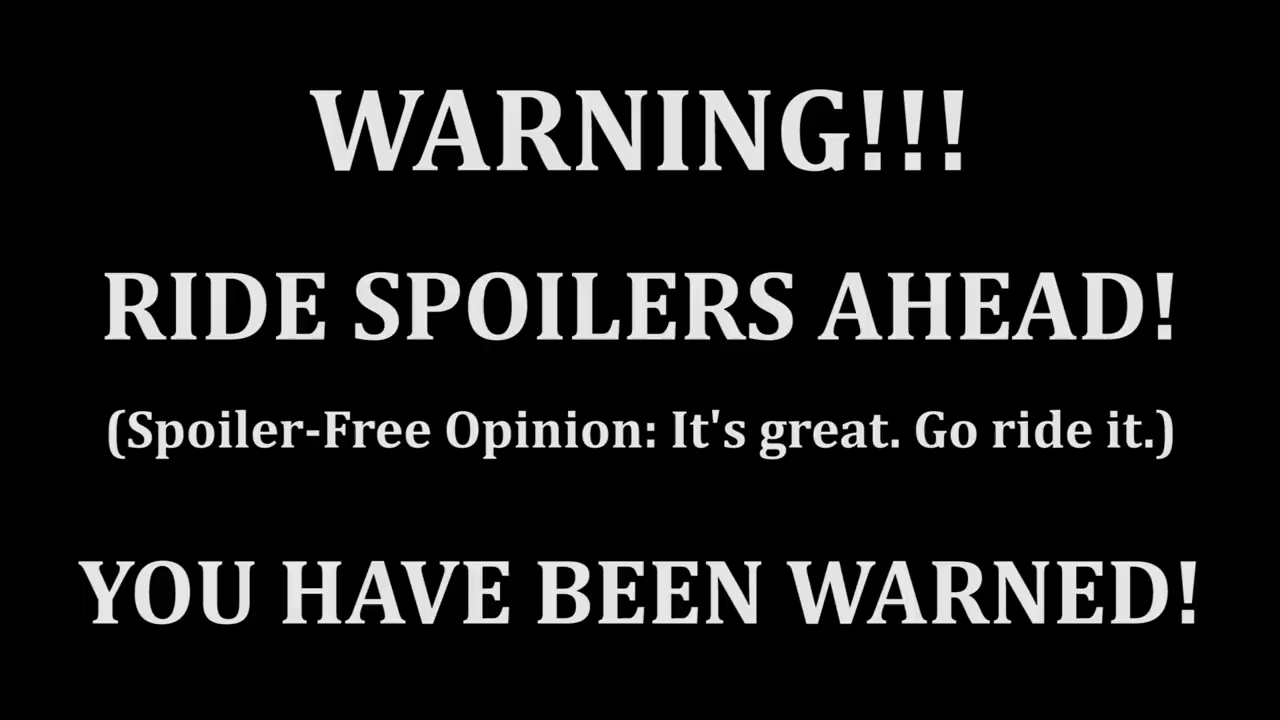 WARNING!!!
RIDE SPOILERS AHEAD!
(Spoiler-Free Opinion: It's great. Go ride it.)
YOU HAVE BEEN WARNED!